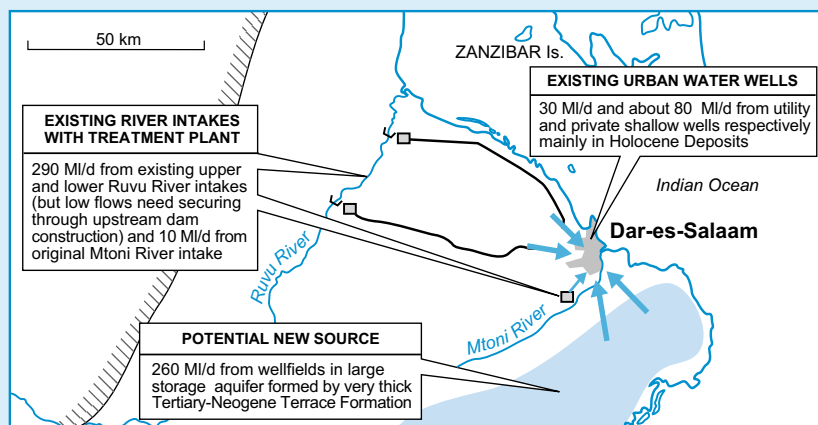 50 km
ZANZIBAR Is.
EXISTING URBAN WATER WELLS
30 Ml/d and about 80 Ml/d from utility
and private shallow wells respectively
mainly in Holocene Deposits
EXISTING RIVER INTAKES
WITH TREATMENT PLANT
290 Ml/d from existing upper
and lower Ruvu River intakes
(but low flows need securing
through upstream dam
construction) and 10 Ml/d from
original Mtoni River intake
Indian Ocean
Dar-es-Salaam
Ruvu River
Mtoni River
POTENTIAL NEW SOURCE
260 Ml/d from wellfields in large
storage aquifer formed by very thick
Tertiary-Neogene Terrace Formation